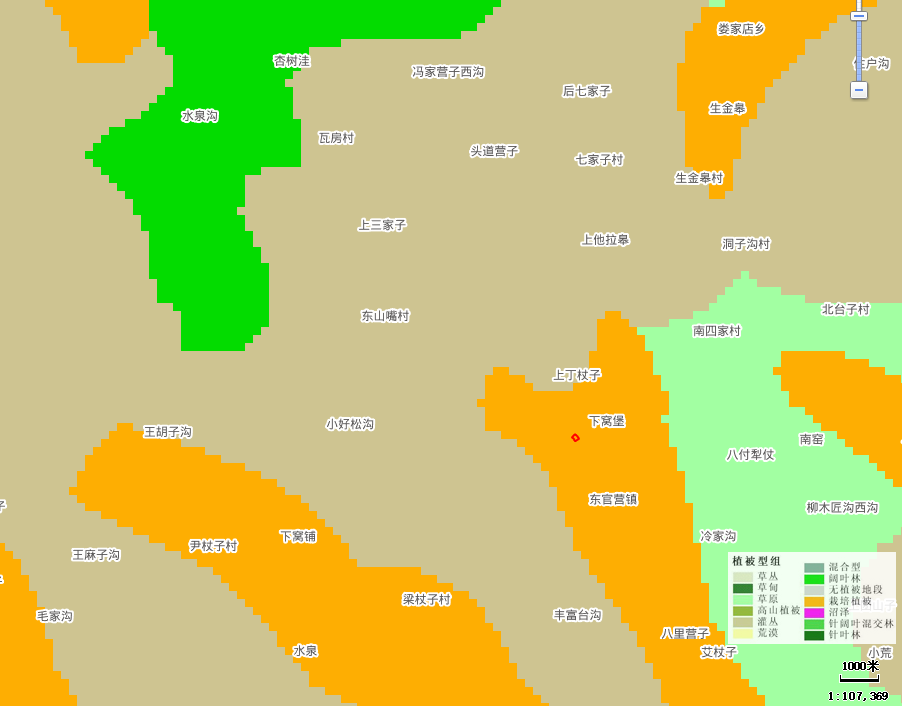 娄家店乡
杏树洼
冯家营子西沟
户沟
后七家子
生金皋
水泉沟
瓦房村
头道营子
七家子村
生金皋村
上三家子
上他拉皋
洞子沟村
东山嘴村
北台子村
南四家村
上丁杖子
小好松沟
下窝堡
王胡子沟
南窑
八付犁仗
东官营镇
柳木匠沟西沟
子
下窝铺
冷家沟
尹杖子村
王麻子沟
植被型组
草丛
草甸
草原
高山植被
灌丛
荒漠
混合型
阔叶林
无植被地段
栽培植被
沼泽
针阔叶混交林
针叶林
梁杖子村
毛家沟
丰富台沟
八里营子
水泉
艾杖子
小荒
1000米
1:107,369